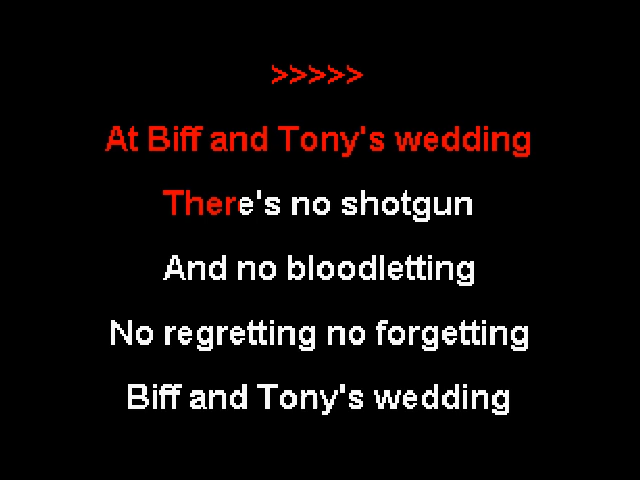 >>>>>
At Biff and Tony's wedding
There's no shotgun
And no bloodletting
No regretting no forgetting
Biff and Tony's wedding